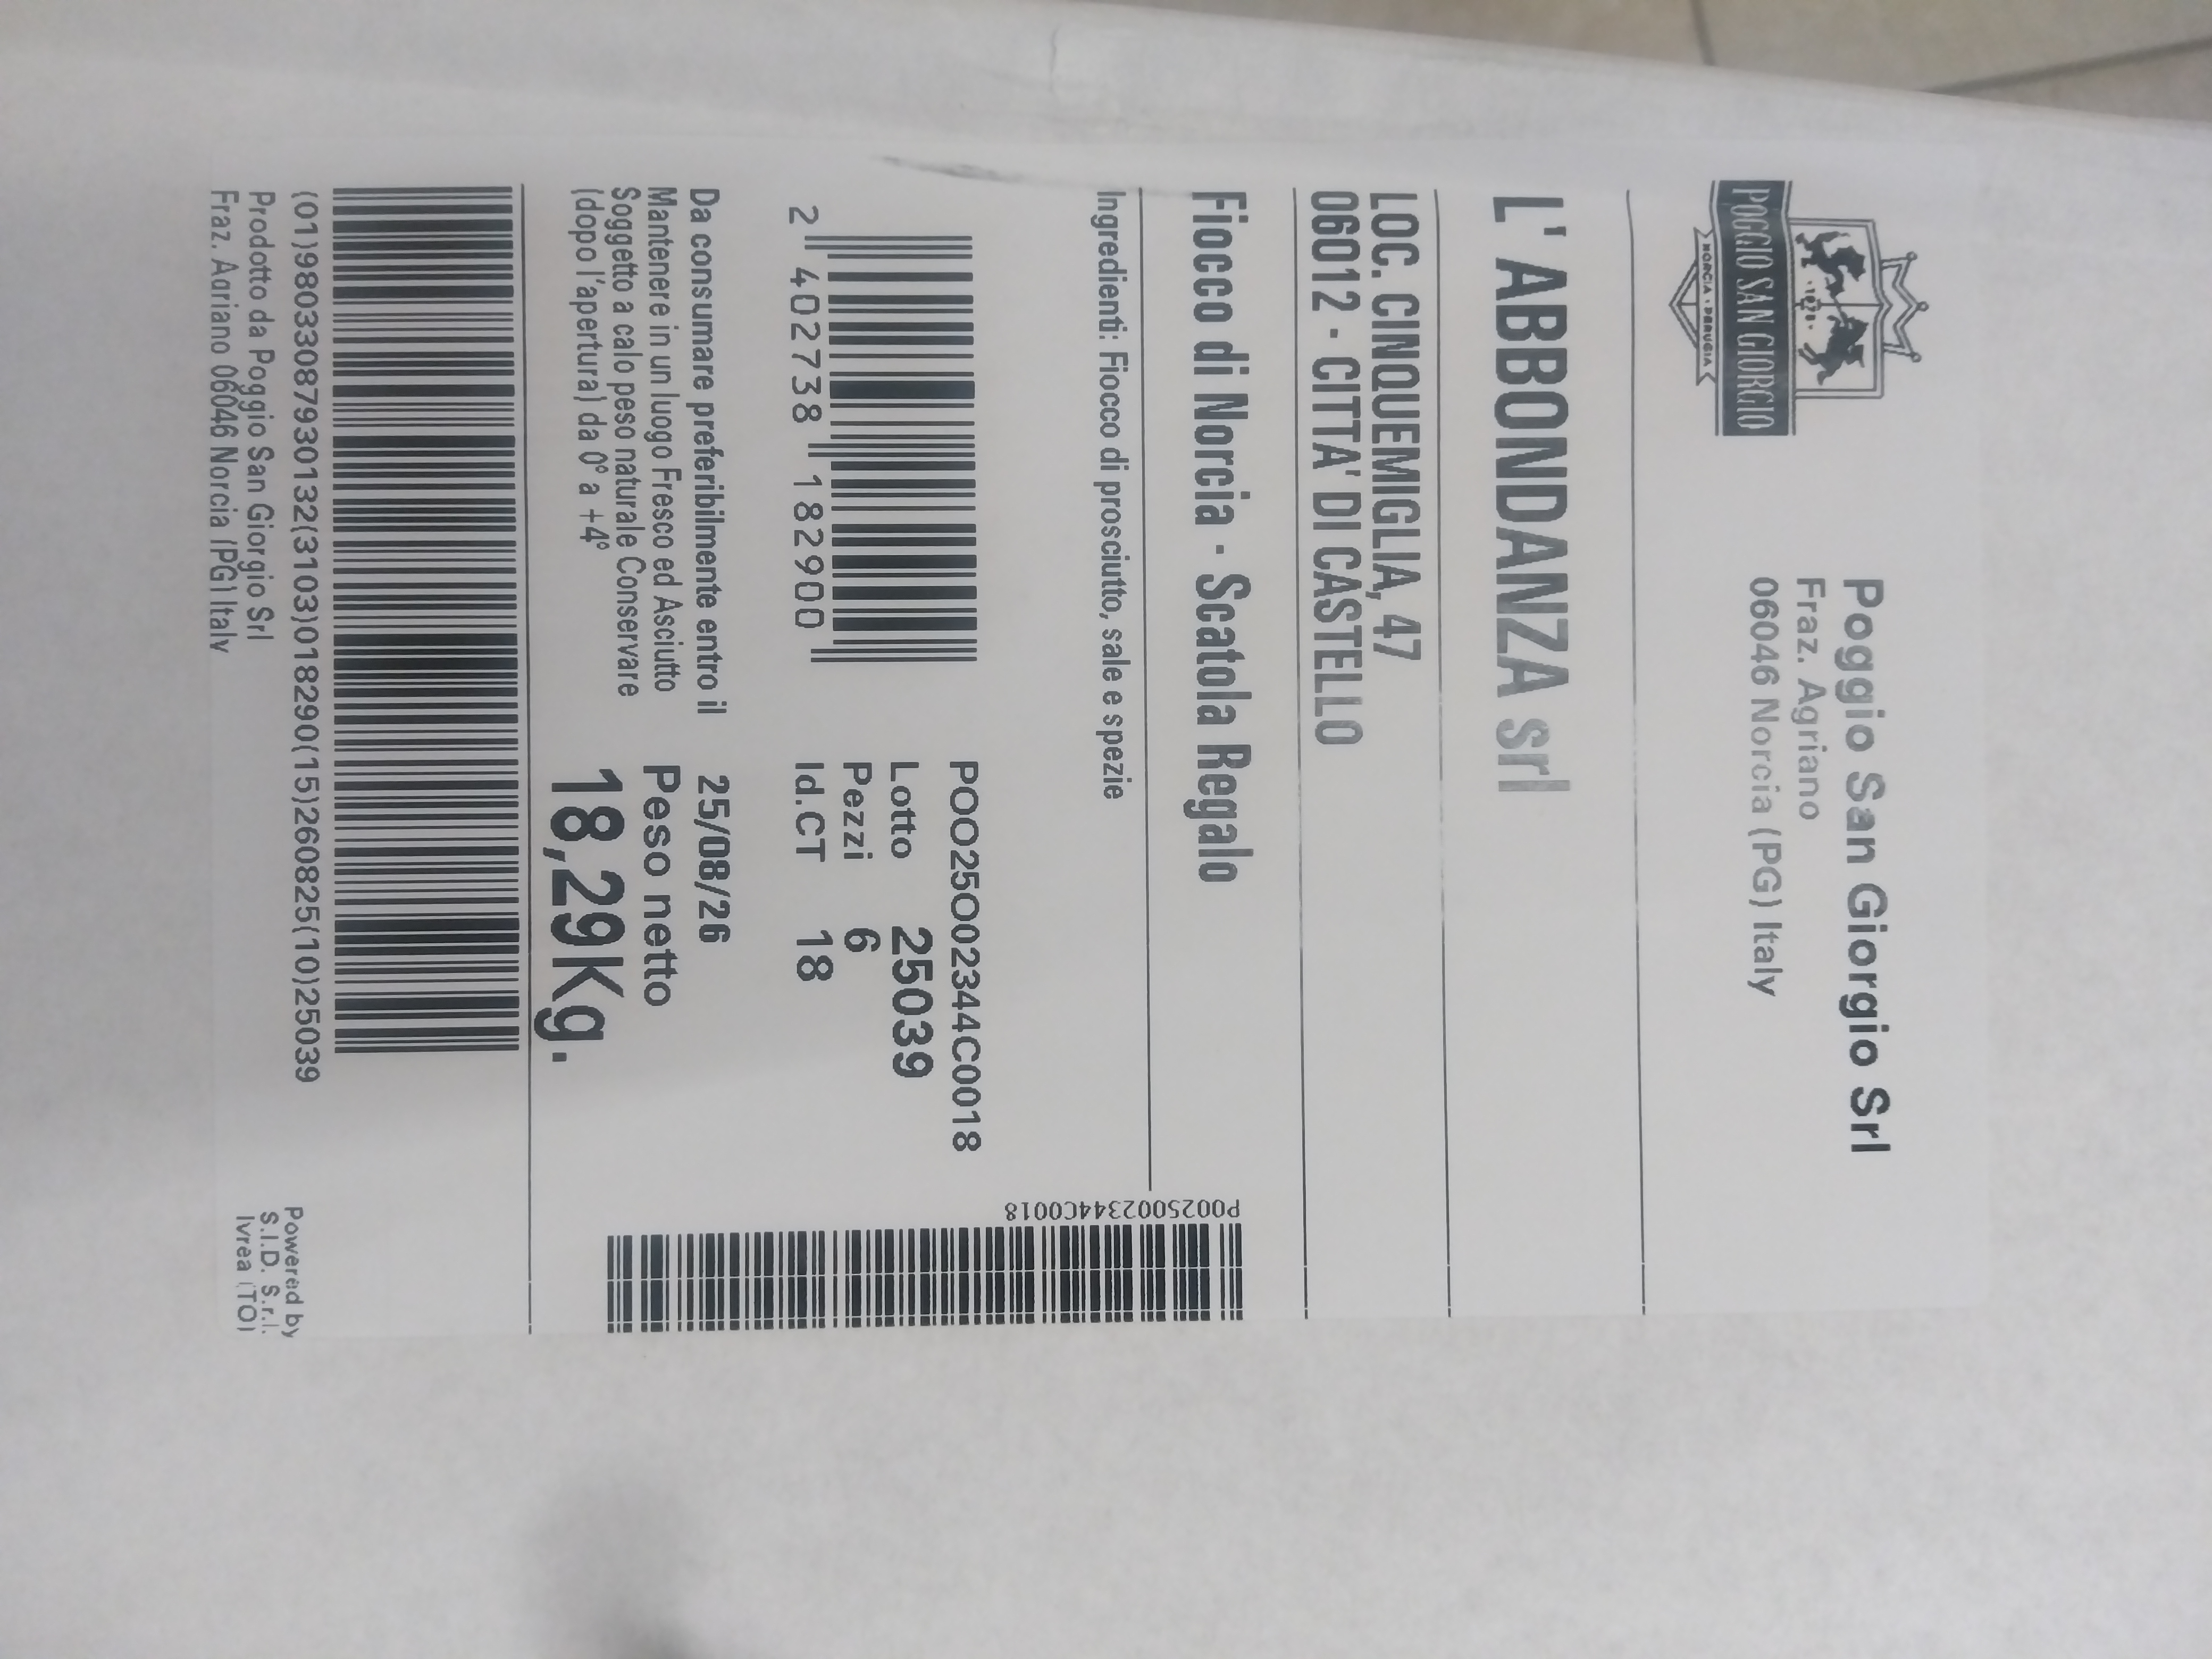 POGGIO SAN GIORGIO
NORCIA · PERUGIA
Poggio San Giorgio Srl
Fraz. Agriano
06046 Norcia (PG) Italy
L' ABBONDANZA srl
LOC. CINQUEMIGLIA, 47
06012 - CITTA' DI CASTELLO
Fiocco di Norcia - Scatola Regalo
Ingredienti: Fiocco di prosciutto, sale e spezie
P0025002344C0018
2 402738 182900
P0025002344C0018
Lotto 25039
Pezzi 6
Id.CT 18
Da consumare preferibilmente entro il 25/08/26
Mantenere in un luogo Fresco ed Asciutto
Soggetto a calo peso naturale Conservare
(dopo l'apertura) da 0° a +4°
Peso netto
18,29Kg.
(01)98033087930132(3103)018290(15)260825(10)25039
Prodotto da Poggio San Giorgio Srl
Fraz. Agriano 06046 Norcia (PG) Italy
Powered by
S.I.D. S.r.l.
Ivrea (TO)